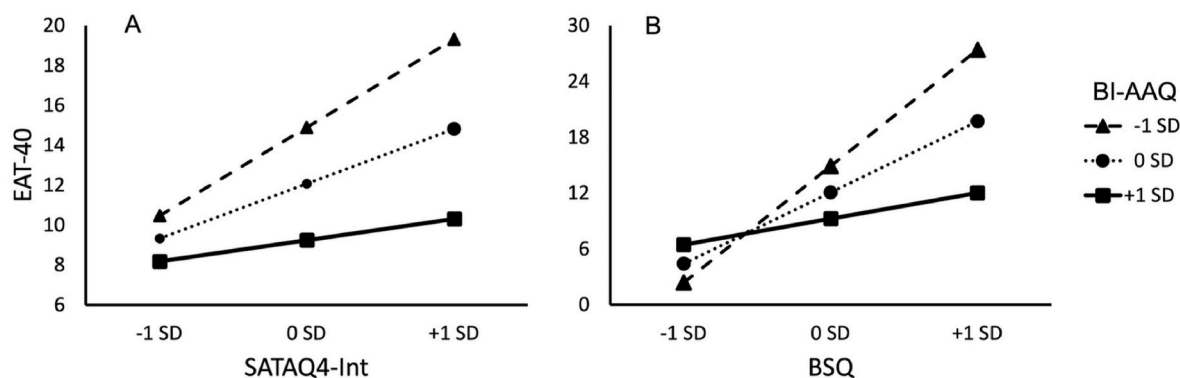 A
EAT-40
20
18
16
14
12
10
8
6
-1 SD
0 SD
+1 SD
SATAQ4-Int
B
30
24
18
12
6
0
-1 SD
0 SD
+1 SD
BSQ
BI-AAQ
-1 SD
0 SD
+1 SD